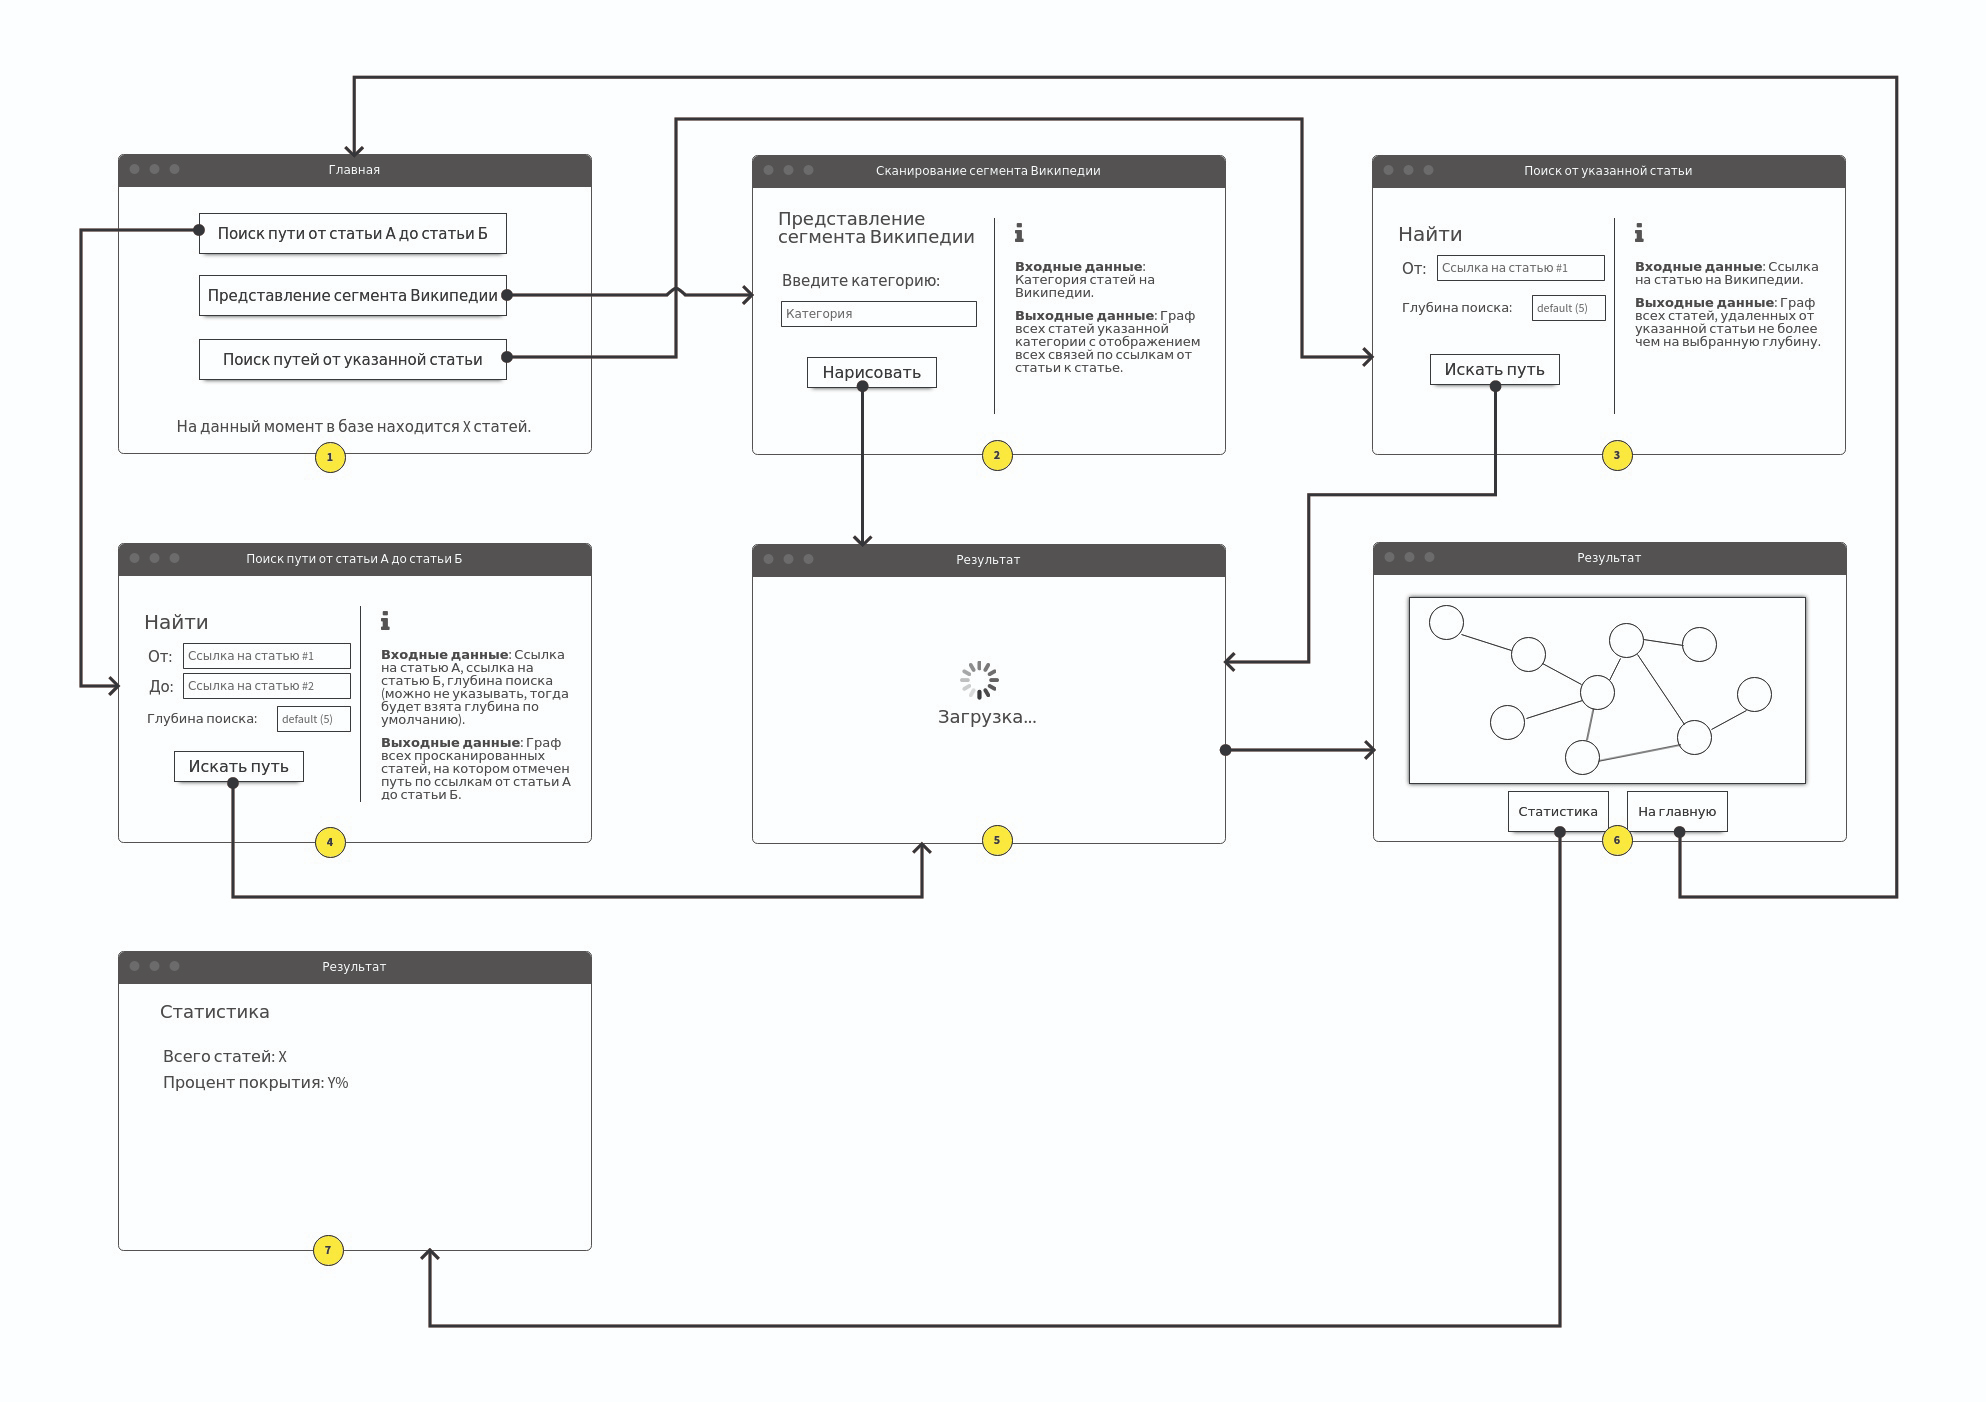 Главная
Поиск пути от статьи А до статьи Б
Представление сегмента Википедии
Поиск путей от указанной статьи
На данный момент в базе находится X статей.
1
Сканирование сегмента Википедии
Представление
сегмента Википедии
Введите категорию:
Категория
Нарисовать
Входные данные:
Категория статей на
Википедии.
Выходные данные: Граф
всех статей указанной
категории с отображением
всех связей по ссылкам от
статьи к статье.
2
Поиск от указанной статьи
Найти
От: Ссылка на статью #1
Глубина поиска: default (5)
Искать путь
Входные данные: Ссылка
на статью на Википедии.
Выходные данные: Граф
всех статей, удаленных от
указанной статьи не более
чем на выбранную глубину.
3
Поиск пути от статьи А до статьи Б
Найти
От: Ссылка на статью #1
До: Ссылка на статью #2
Глубина поиска: default (5)
Искать путь
Входные данные: Ссылка
на статью А, ссылка на
статью Б, глубина поиска
(можно не указывать, тогда
будет взята глубина по
умолчанию).
Выходные данные: Граф
всех просканированных
статей, на котором отмечен
путь по ссылкам от статьи А
до статьи Б.
4
Результат
Загрузка...
5
Результат
Статистика
На главную
6
Результат
Статистика
Всего статей: X
Процент покрытия: Y%
7